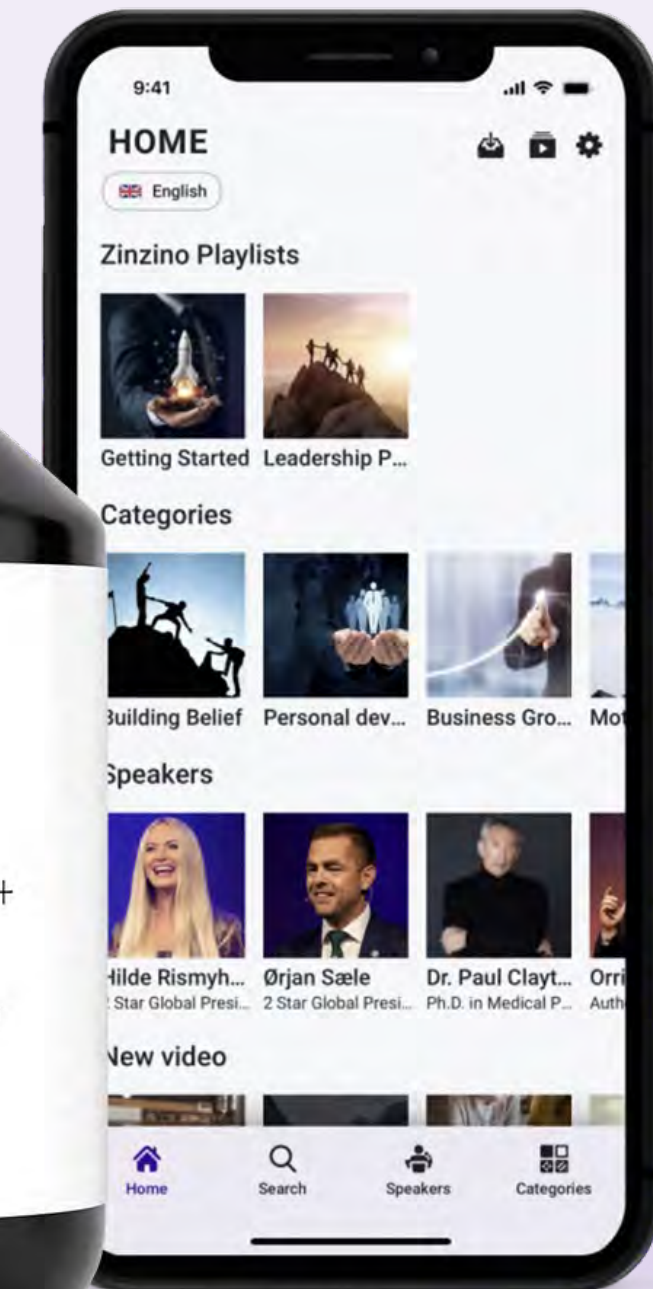 9:41
HOME
English
Zinzino Playlists
Getting Started Leadership P...
Categories
Building Belief Personal dev... Business Gro... Mot
Speakers
Hilde Rismyh... Ørjan Sæle Dr. Paul Clayt... Orri
2 Star Global Presi... 2 Star Global Presi... Ph.D. in Medical P... Auth
New video
Home Search Speakers Categories
+